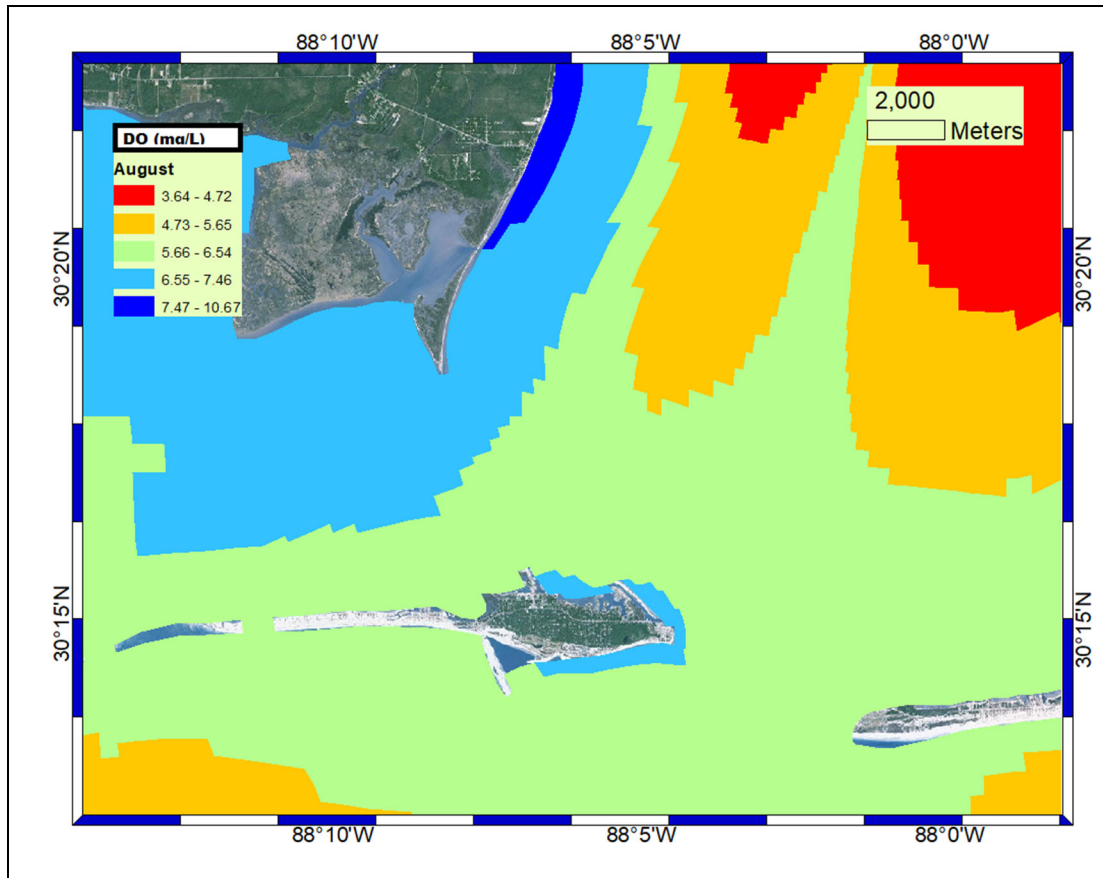 88°10'W 88°5'W 88°0'W
2,000
Meters
DO (mg/L)
August
3.64 - 4.72
4.73 - 5.65
5.66 - 6.54
6.55 - 7.46
7.47 - 10.67
30°20'N
30°20'N
30°15'N
30°15'N
88°10'W 88°5'W 88°0'W